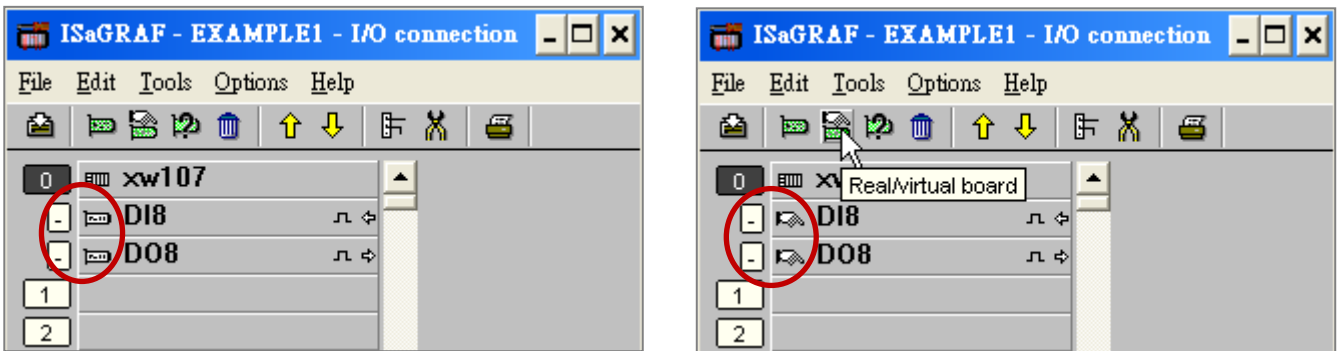 ISaGRAF - EXAMPLE1 - I/O connection
File Edit Tools Options Help
0 xw107
- DI8
- DO8
1
2
ISaGRAF - EXAMPLE1 - I/O connection
File Edit Tools Options Help
0 xw
Real/virtual board
- DI8
- DO8
1
2